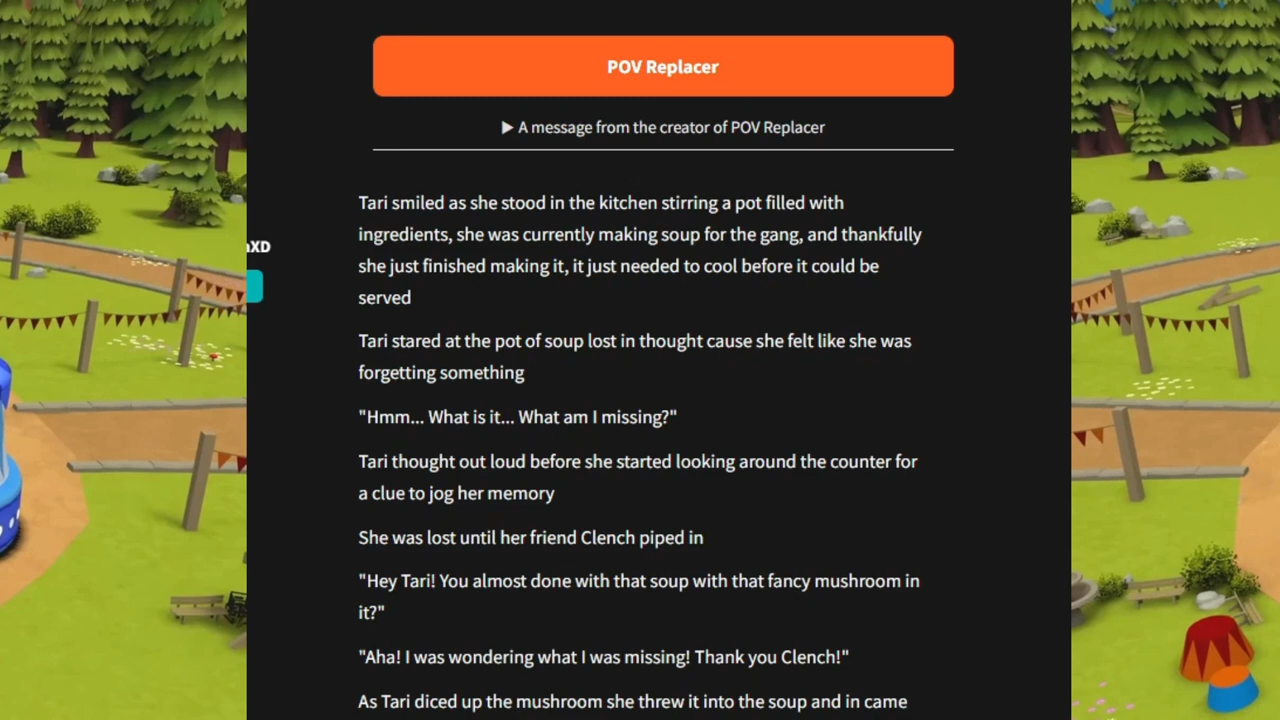 POV Replacer
▶ A message from the creator of POV Replacer
Tari smiled as she stood in the kitchen stirring a pot filled with
ingredients, she was currently making soup for the gang, and thankfully
XD
she just finished making it, it just needed to cool before it could be
served
Tari stared at the pot of soup lost in thought cause she felt like she was
forgetting something
"Hmm... What is it... What am I missing?"
Tari thought out loud before she started looking around the counter for
a clue to jog her memory
She was lost until her friend Clench piped in
"Hey Tari! You almost done with that soup with that fancy mushroom in
it?"
"Aha! I was wondering what I was missing! Thank you Clench!"
As Tari diced up the mushroom she threw it into the soup and in came